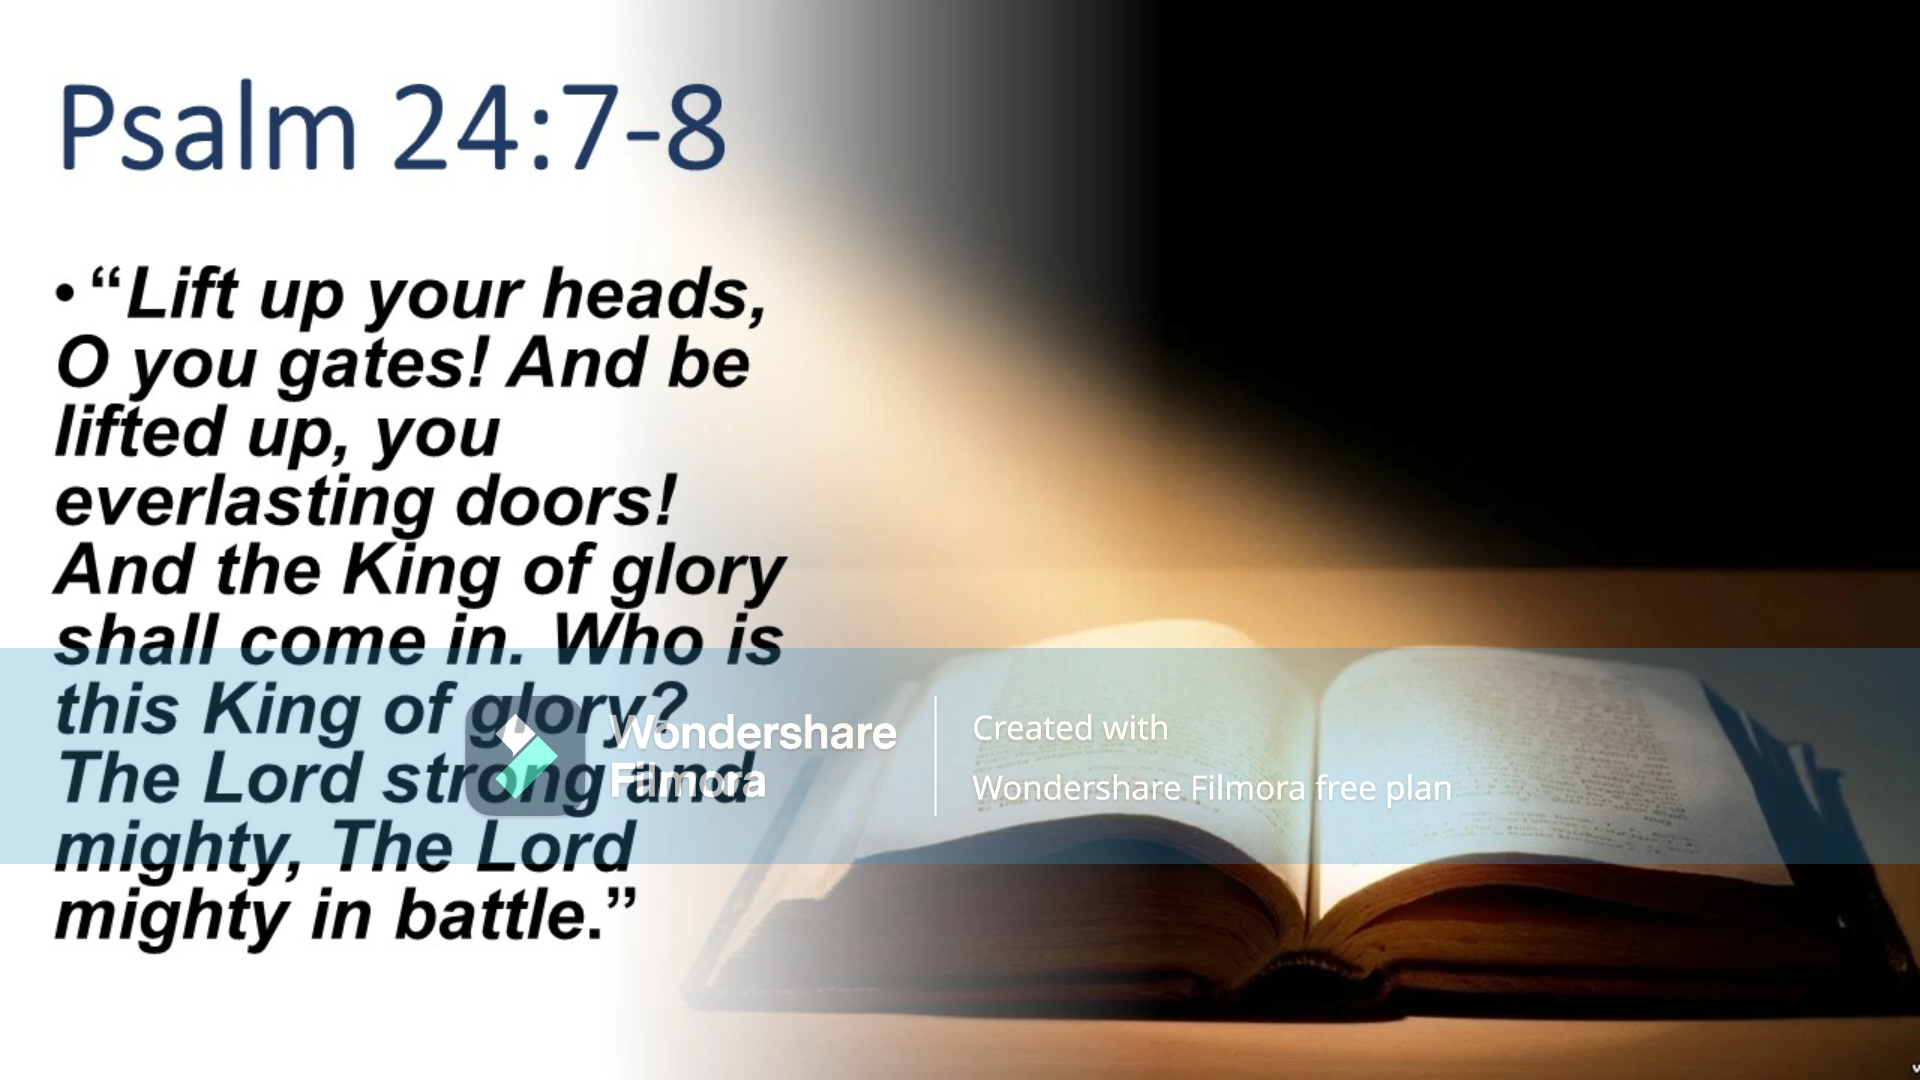 Psalm 24:7-8
• “Lift up your heads,
O you gates! And be
lifted up, you
everlasting doors!
And the King of glory
shall come in. Who is
this King of glory?
The Lord strong and
mighty, The Lord
mighty in battle.”
Wondershare
Filmora
Created with
Wondershare Filmora free plan